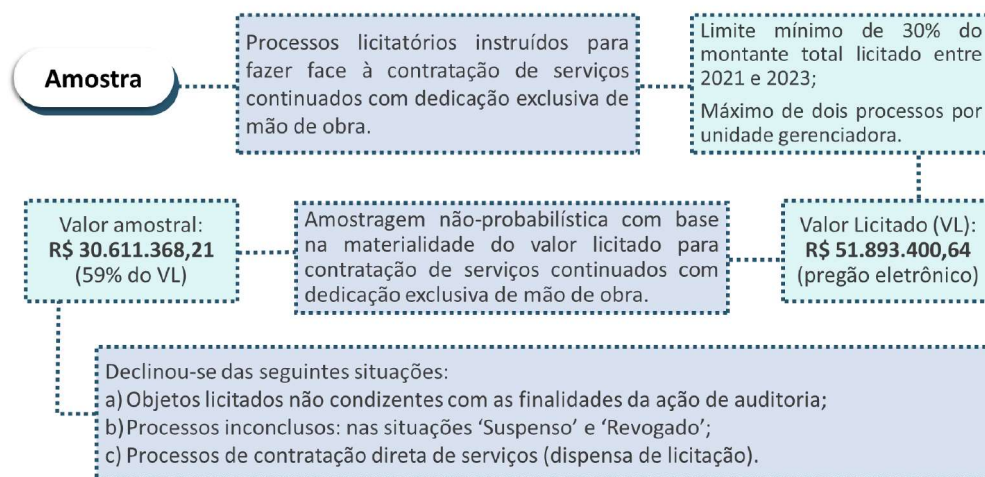 Amostra
Processos licitatórios instruídos para
fazer face à contratação de serviços
continuados com dedicação exclusiva de
mão de obra.
Limite mínimo de 30% do
montante total licitado entre
2021 e 2023;
Máximo de dois processos por
unidade gerenciadora.
Valor Licitado (VL):
R$ 51.893.400,64
(pregão eletrônico)
Amostragem não-probabilística com base
na materialidade do valor licitado para
contratação de serviços continuados com
dedicação exclusiva de mão de obra.
Valor amostral:
R$ 30.611.368,21
(59% do VL)
Declinou-se das seguintes situações:
a) Objetos licitados não condizentes com as finalidades da ação de auditoria;
b) Processos inconclusos: nas situações ‘Suspenso’ e ‘Revogado’;
c) Processos de contratação direta de serviços (dispensa de licitação).